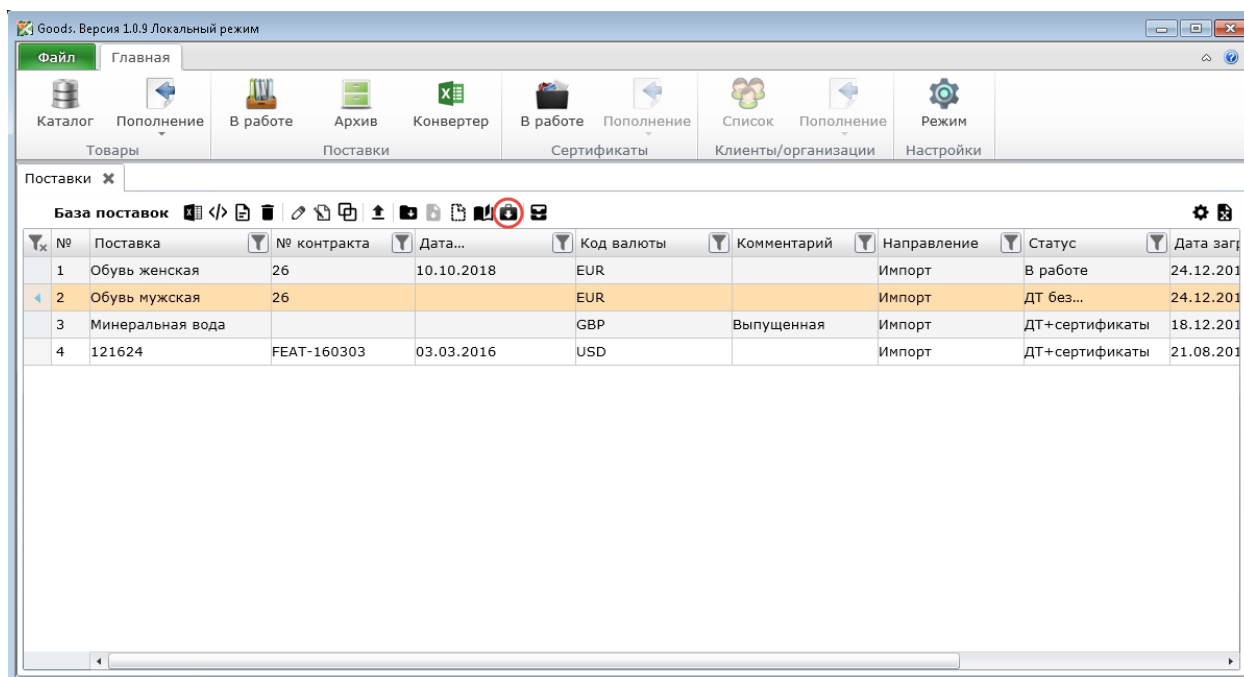 Goods. Версия 1.0.9 Локальный режим
Файл Главная
Каталог Пополнение В работе Архив Конвертер В работе Пополнение Список Пополнение Режим
Товары Поставки Сертификаты Клиенты/организации Настройки
Поставки
База поставок
№ Поставка № контракта Дата... Код валюты Комментарий Направление Статус Дата загр
1 Обувь женская 26 10.10.2018 EUR Импорт В работе 24.12.201
2 Обувь мужская 26 EUR Импорт ДТ без... 24.12.201
3 Минеральная вода GBP Выпущенная Импорт ДТ+сертификаты 18.12.201
4 121624 FEAT-160303 03.03.2016 USD Импорт ДТ+сертификаты 21.08.201